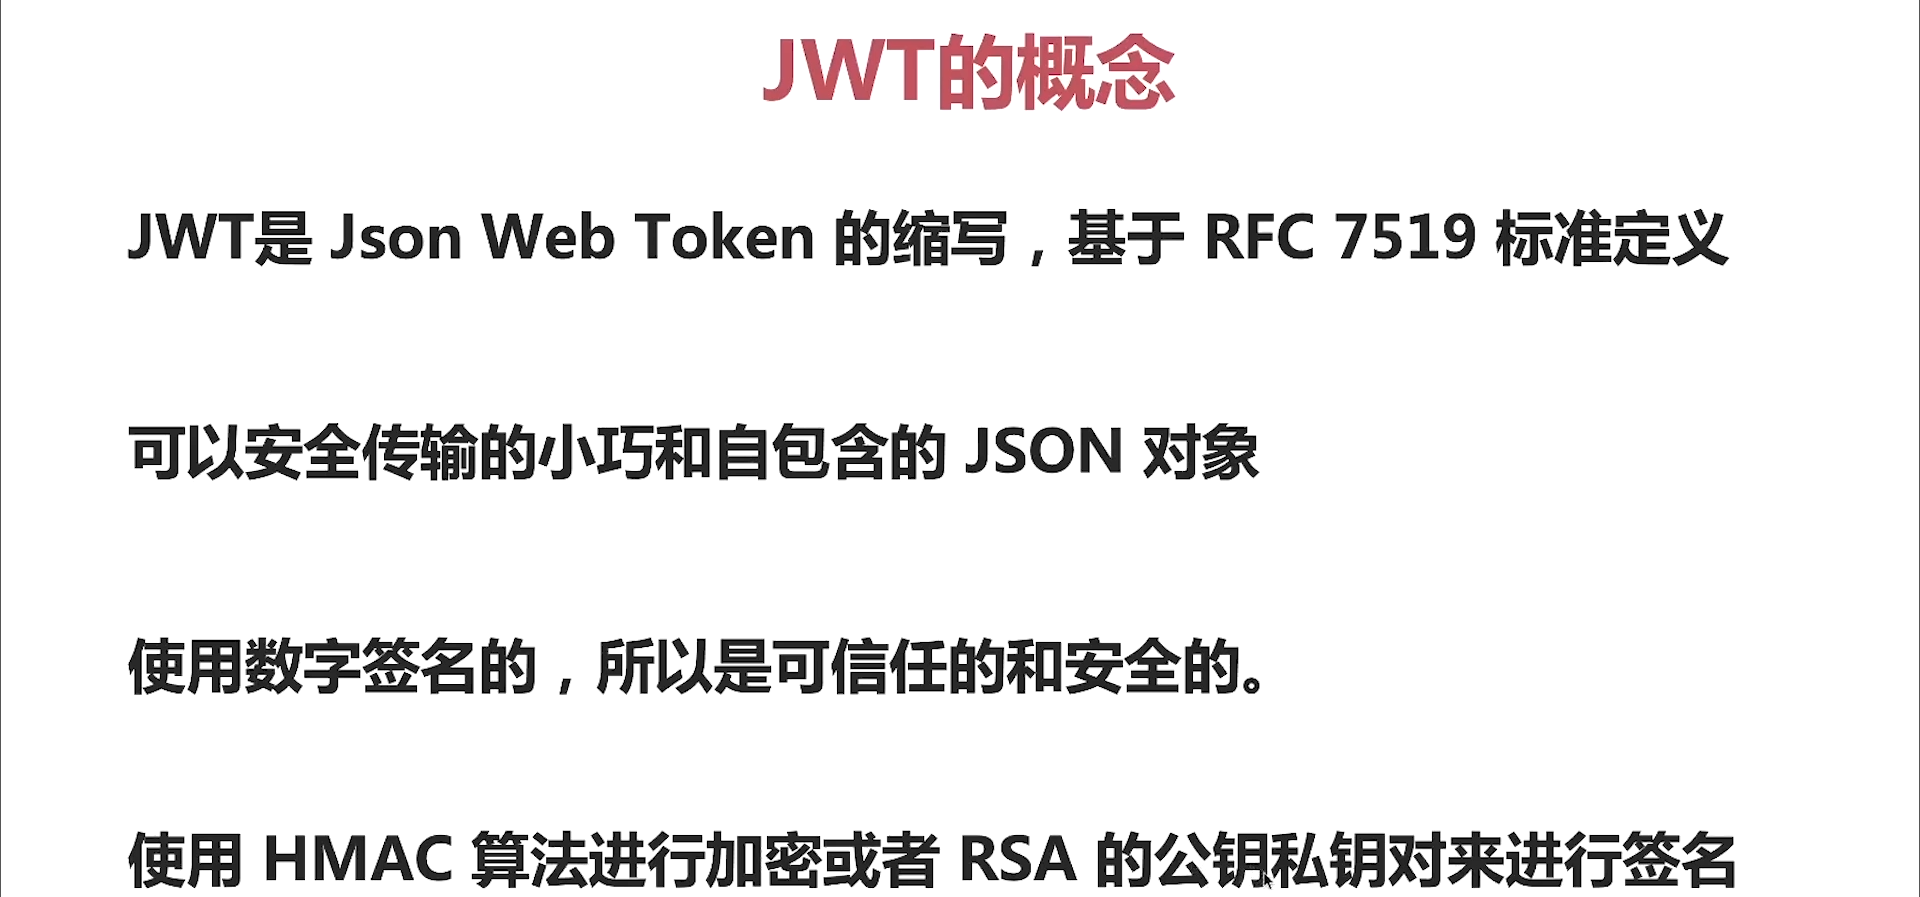 JWT的概念
JWT是 Json Web Token 的缩写，基于 RFC 7519 标准定义
可以安全传输的小巧和自包含的 JSON 对象
使用数字签名的，所以是可信任的和安全的。
使用 HMAC 算法进行加密或者 RSA 的公钥私钥对来进行签名